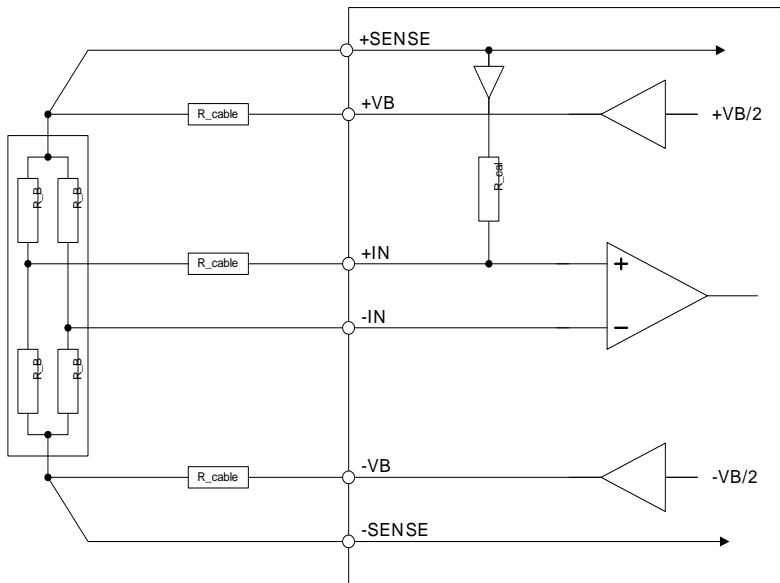 +SENSE
R_cable
+VB
+VB/2
R_B
R_B
R_cal
R_cable
+IN
+
-IN
−
R_B
R_B
R_cable
-VB
-VB/2
-SENSE